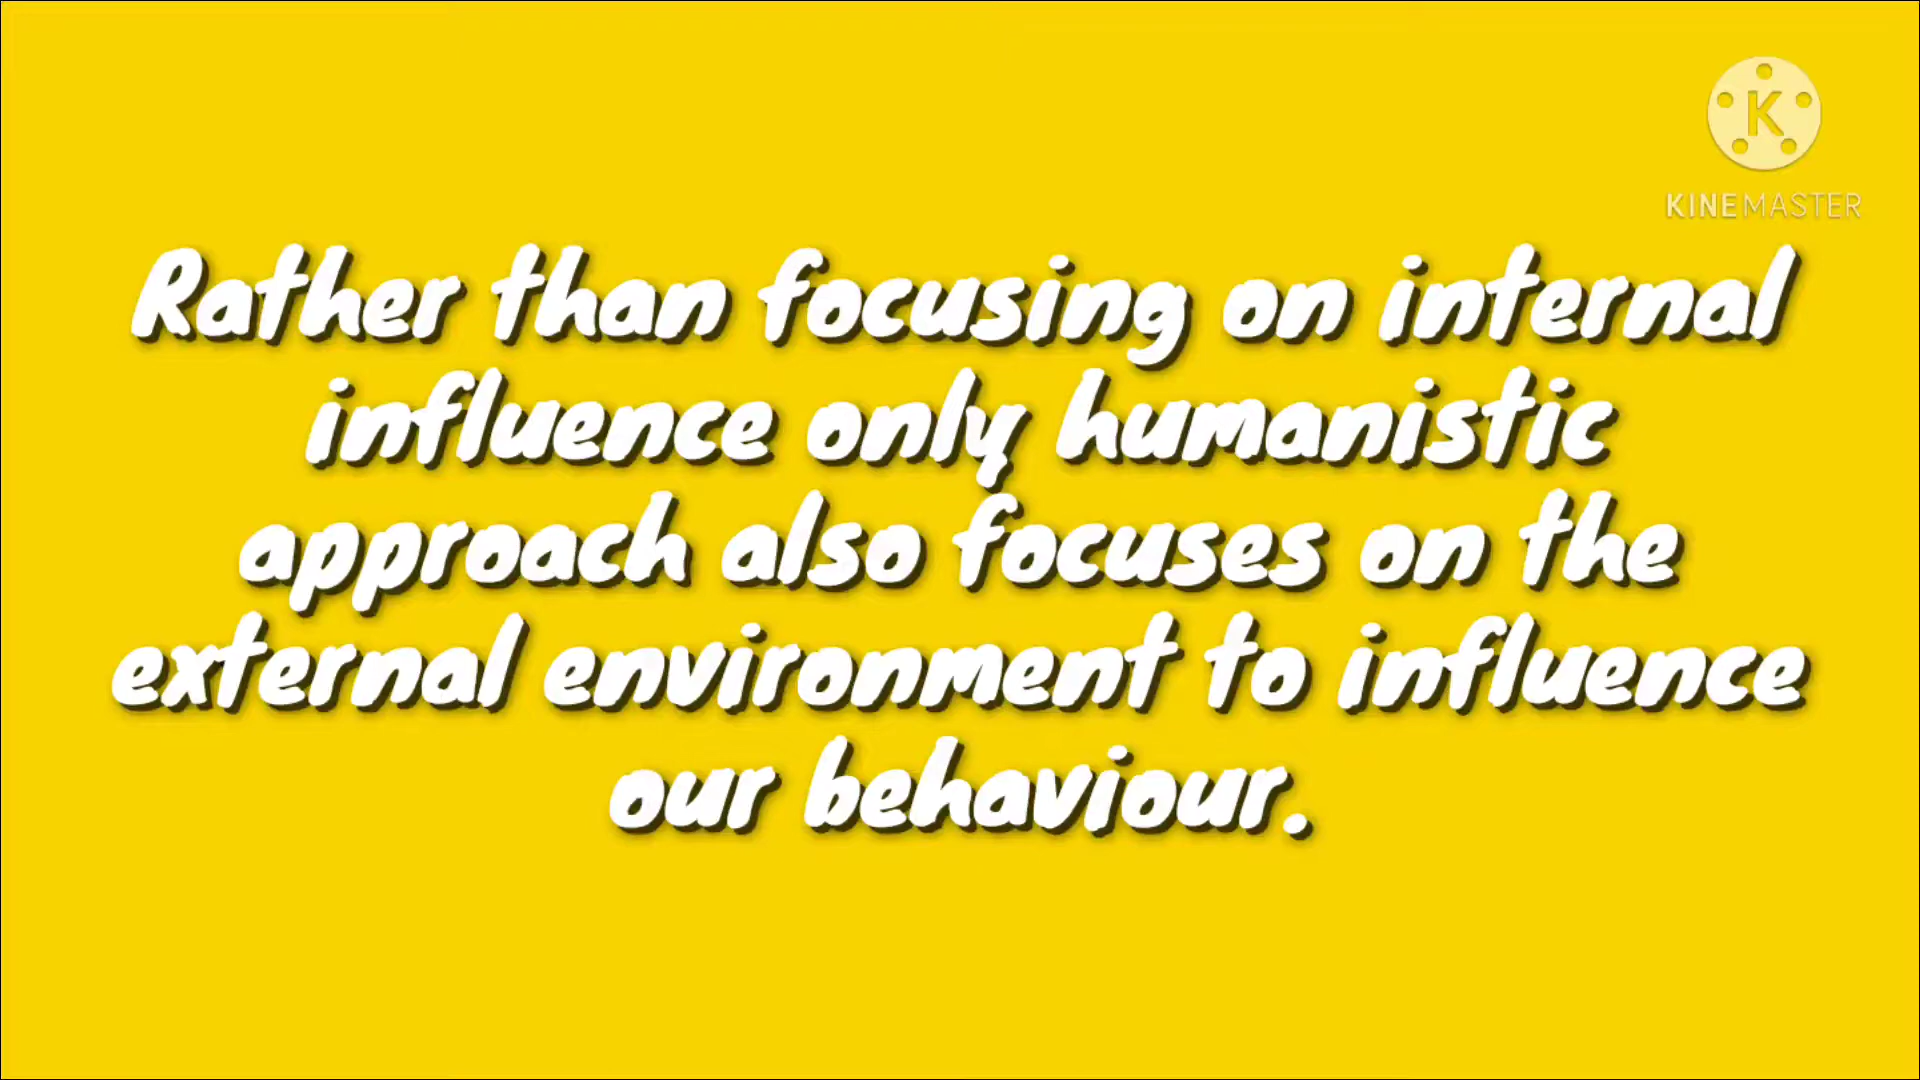 K
KINEMASTER
Rather than focusing on internal
influence only humanistic
approach also focuses on the
external environment to influence
our behaviour.